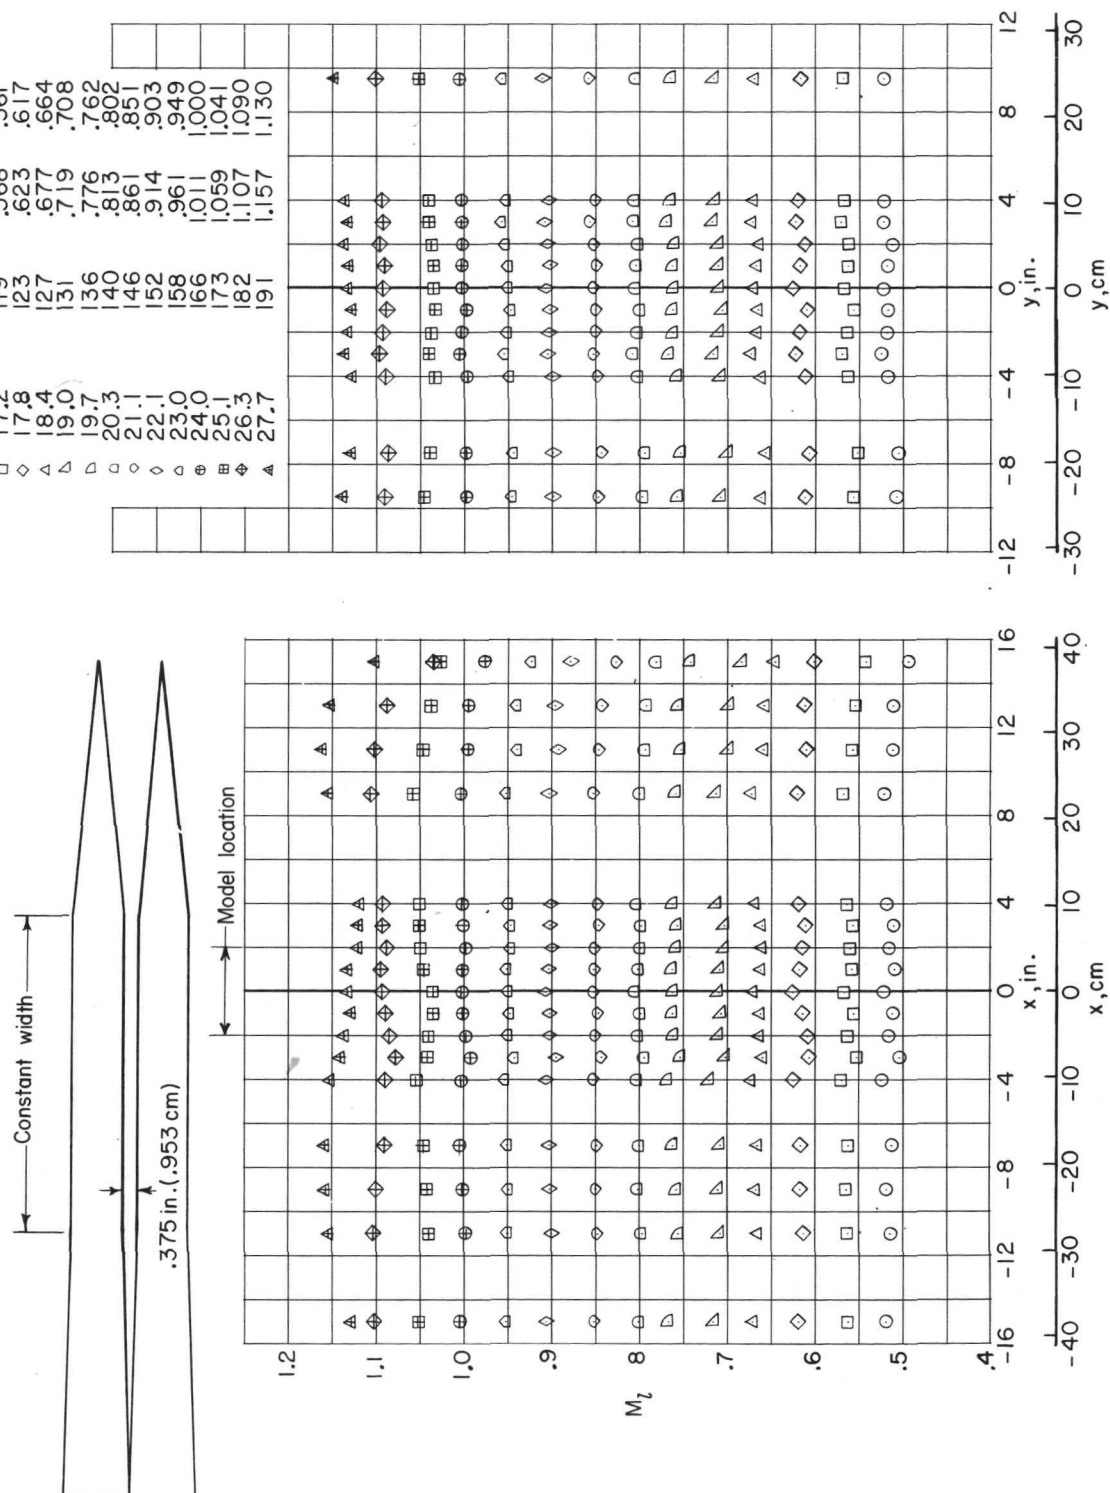 Constant width
.375 in.(.953 cm)
Model location
□ 17.2 119 .568 .561
◇ 17.8 123 .623 .617
△ 18.4 127 .677 .664
19.0 131 .719 .708
19.7 136 .776 .762
20.3 140 .813 .802
21.1 146 .861 .851
◇ 22.1 152 .914 .903
23.0 158 .961 .949
24.0 166 1.011 1.000
25.1 173 1.059 1.041
26.3 182 1.107 1.090
27.7 191 1.157 1.130
1.2
1.1
1.0
.9
.8
.7
.6
.5
.4
M_l
-16 -12 -8 -4 0 4 8 12 16
x, in.
-40 -30 -20 -10 0 10 20 30 40
x, cm
-12 -8 -4 0 4 8 12
y, in.
-30 -20 -10 0 10 20 30
y, cm